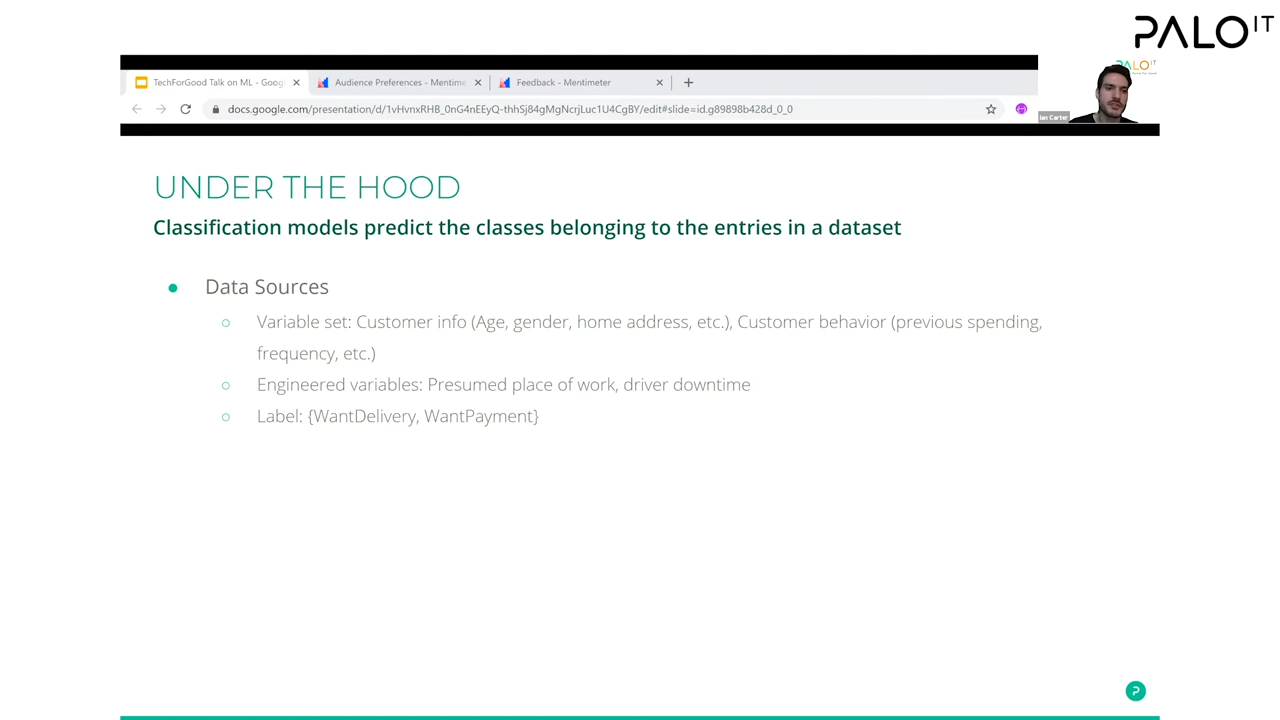 PALO IT
TechForGood Talk on ML - Goog
Audience Preferences - Mentime
Feedback - Mentimeter
docs.google.com/presentation/d/1vHvnxRHB_0nG4nEEyQ-thhSj84gMgNcrjLuc1U4CgBY/edit#slide=id.g89898b428d_0_0
Ian Carter
UNDER THE HOOD
Classification models predict the classes belonging to the entries in a dataset
Data Sources
Variable set: Customer info (Age, gender, home address, etc.), Customer behavior (previous spending,
frequency, etc.)
Engineered variables: Presumed place of work, driver downtime
Label: {WantDelivery, WantPayment}